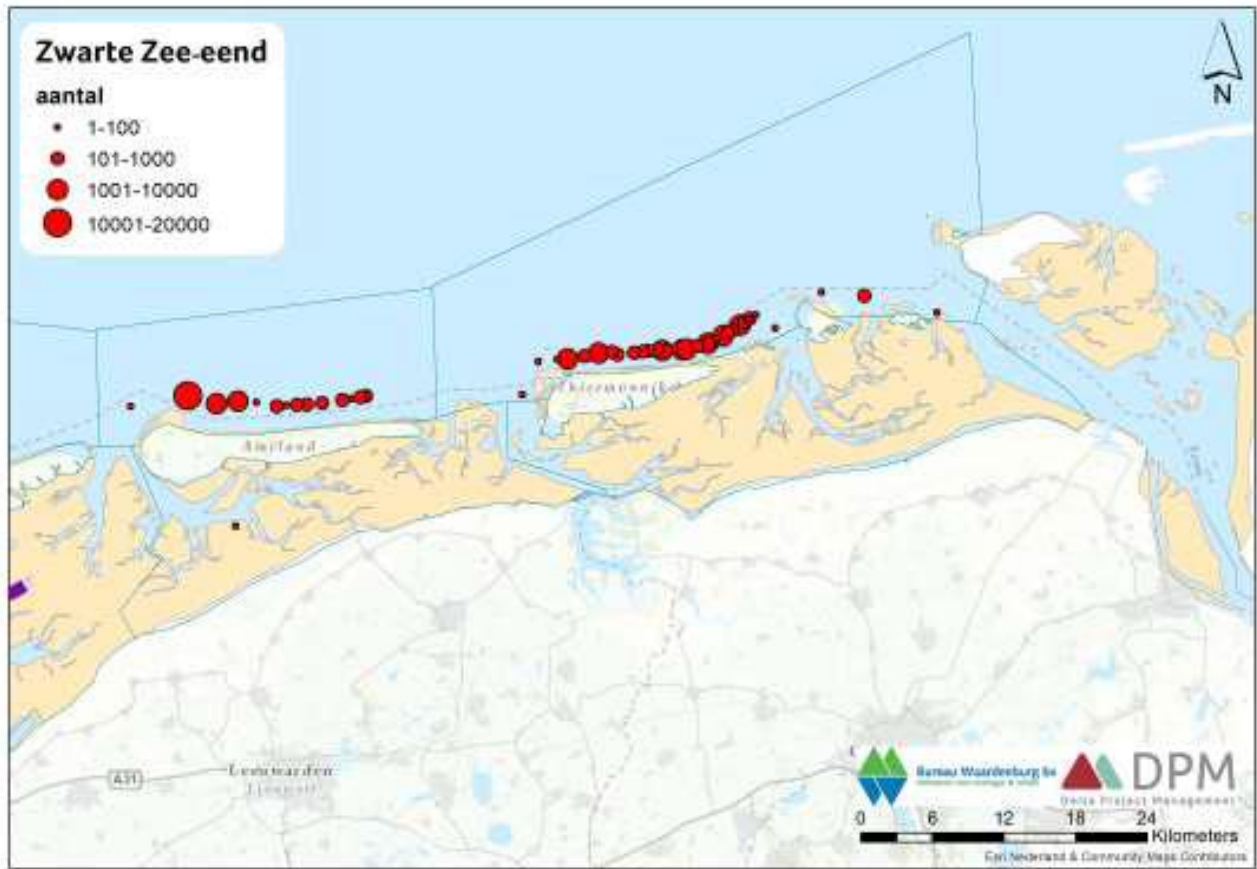 Zwarte Zee-eend
aantal
1-100
101-1000
1001-10000
10001-20000
N
Ameland
Leeuwarden
A31
Bureau Waardenburg bv
DPM
Delta Project Management
0 6 12 18 24
Kilometers
Esri Nederland & Community Maps Contributors